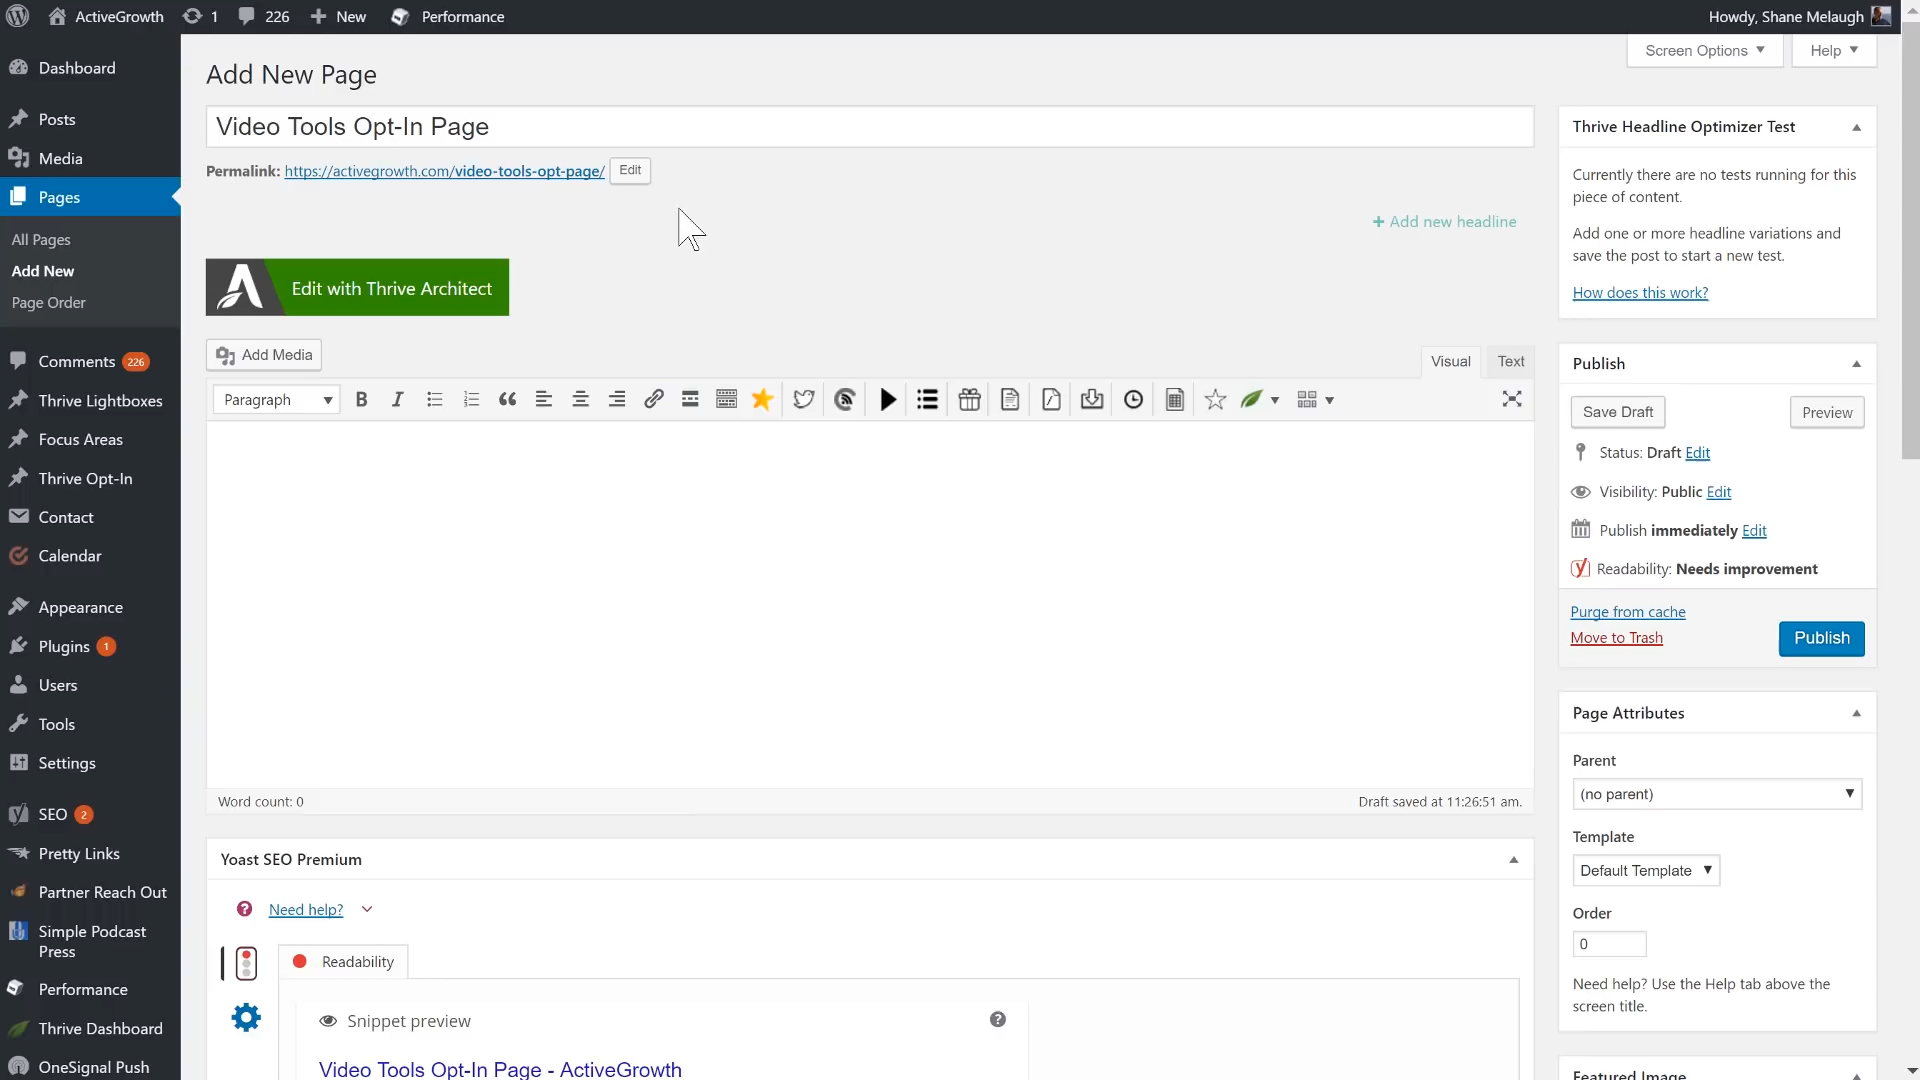 ActiveGrowth 1 226 New Performance
Howdy, Shane Melaugh
Screen Options
Help
Dashboard
Posts
Media
Pages
All Pages
Add New
Page Order
Comments 226
Thrive Lightboxes
Focus Areas
Thrive Opt-In
Contact
Calendar
Appearance
Plugins 1
Users
Tools
Settings
SEO 2
Pretty Links
Partner Reach Out
Simple Podcast
Press
Performance
Thrive Dashboard
OneSignal Push
Add New Page
Video Tools Opt-In Page
Permalink: https://activegrowth.com/video-tools-opt-page/ Edit
+ Add new headline
Edit with Thrive Architect
Add Media
Visual
Text
Paragraph
Word count: 0
Draft saved at 11:26:51 am.
Yoast SEO Premium
Need help?
Readability
Snippet preview
Video Tools Opt-In Page - ActiveGrowth
Thrive Headline Optimizer Test
Currently there are no tests running for this
piece of content.
Add one or more headline variations and
save the post to start a new test.
How does this work?
Publish
Save Draft
Preview
Status: Draft Edit
Visibility: Public Edit
Publish immediately Edit
Readability: Needs improvement
Purge from cache
Move to Trash
Publish
Page Attributes
Parent
(no parent)
Template
Default Template
Order
0
Need help? Use the Help tab above the
screen title.
Featured Image